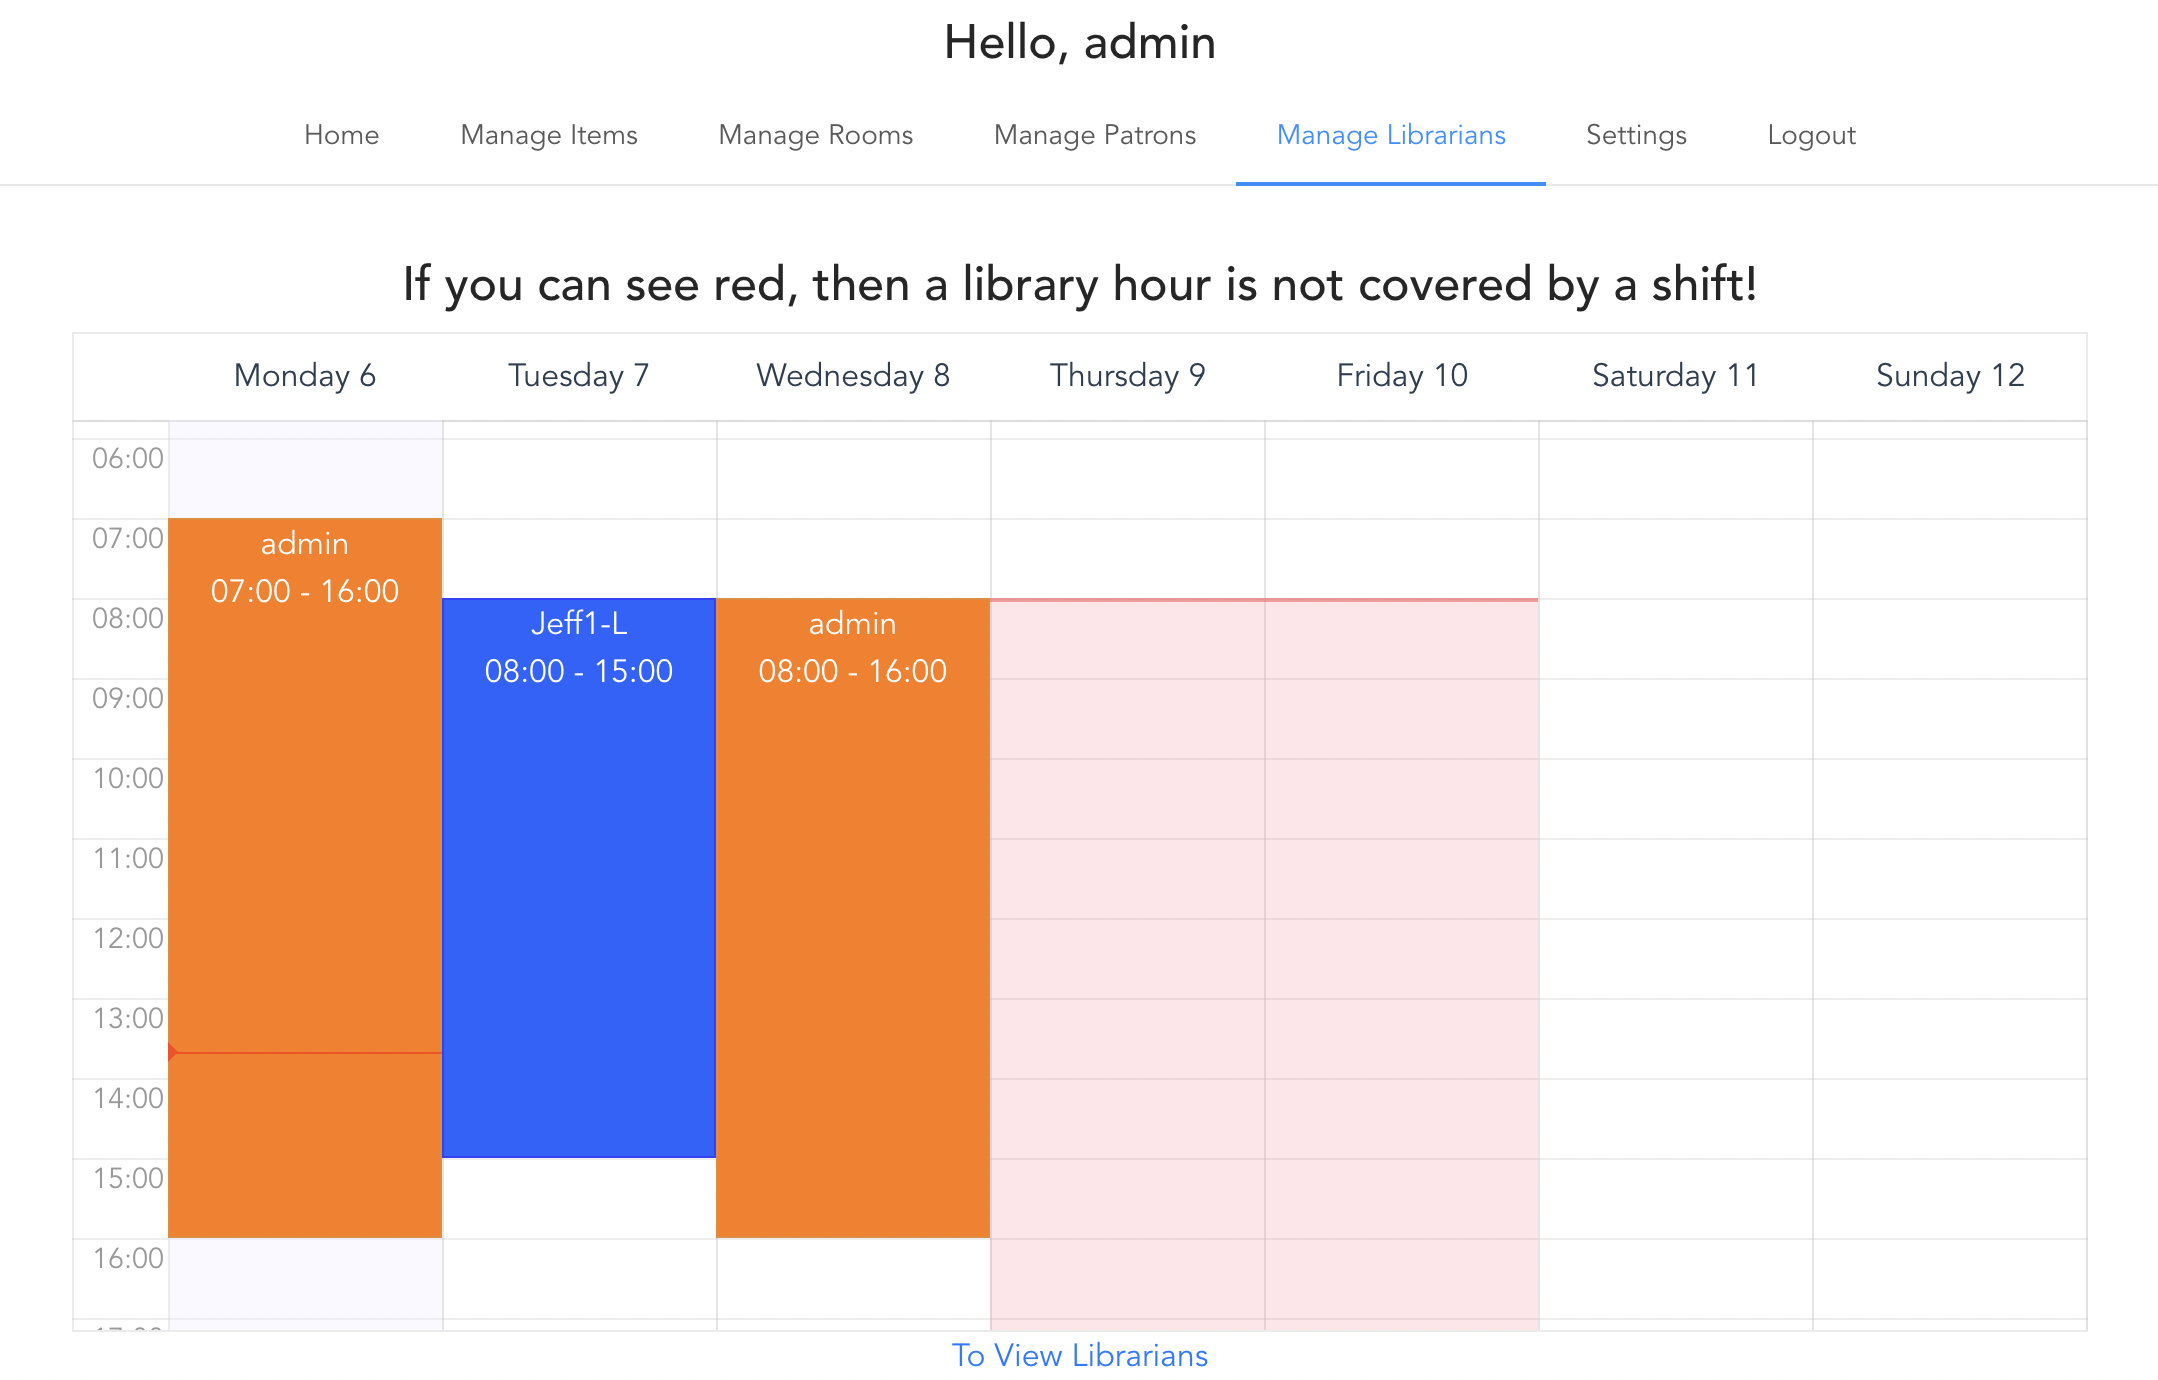 Hello, admin
Home Manage Items Manage Rooms Manage Patrons Manage Librarians Settings Logout
If you can see red, then a library hour is not covered by a shift!
Monday 6 Tuesday 7 Wednesday 8 Thursday 9 Friday 10 Saturday 11 Sunday 12
06:00
07:00
admin
07:00 - 16:00
08:00
Jeff1-L
08:00 - 15:00
admin
08:00 - 16:00
09:00
10:00
11:00
12:00
13:00
14:00
15:00
16:00
To View Librarians